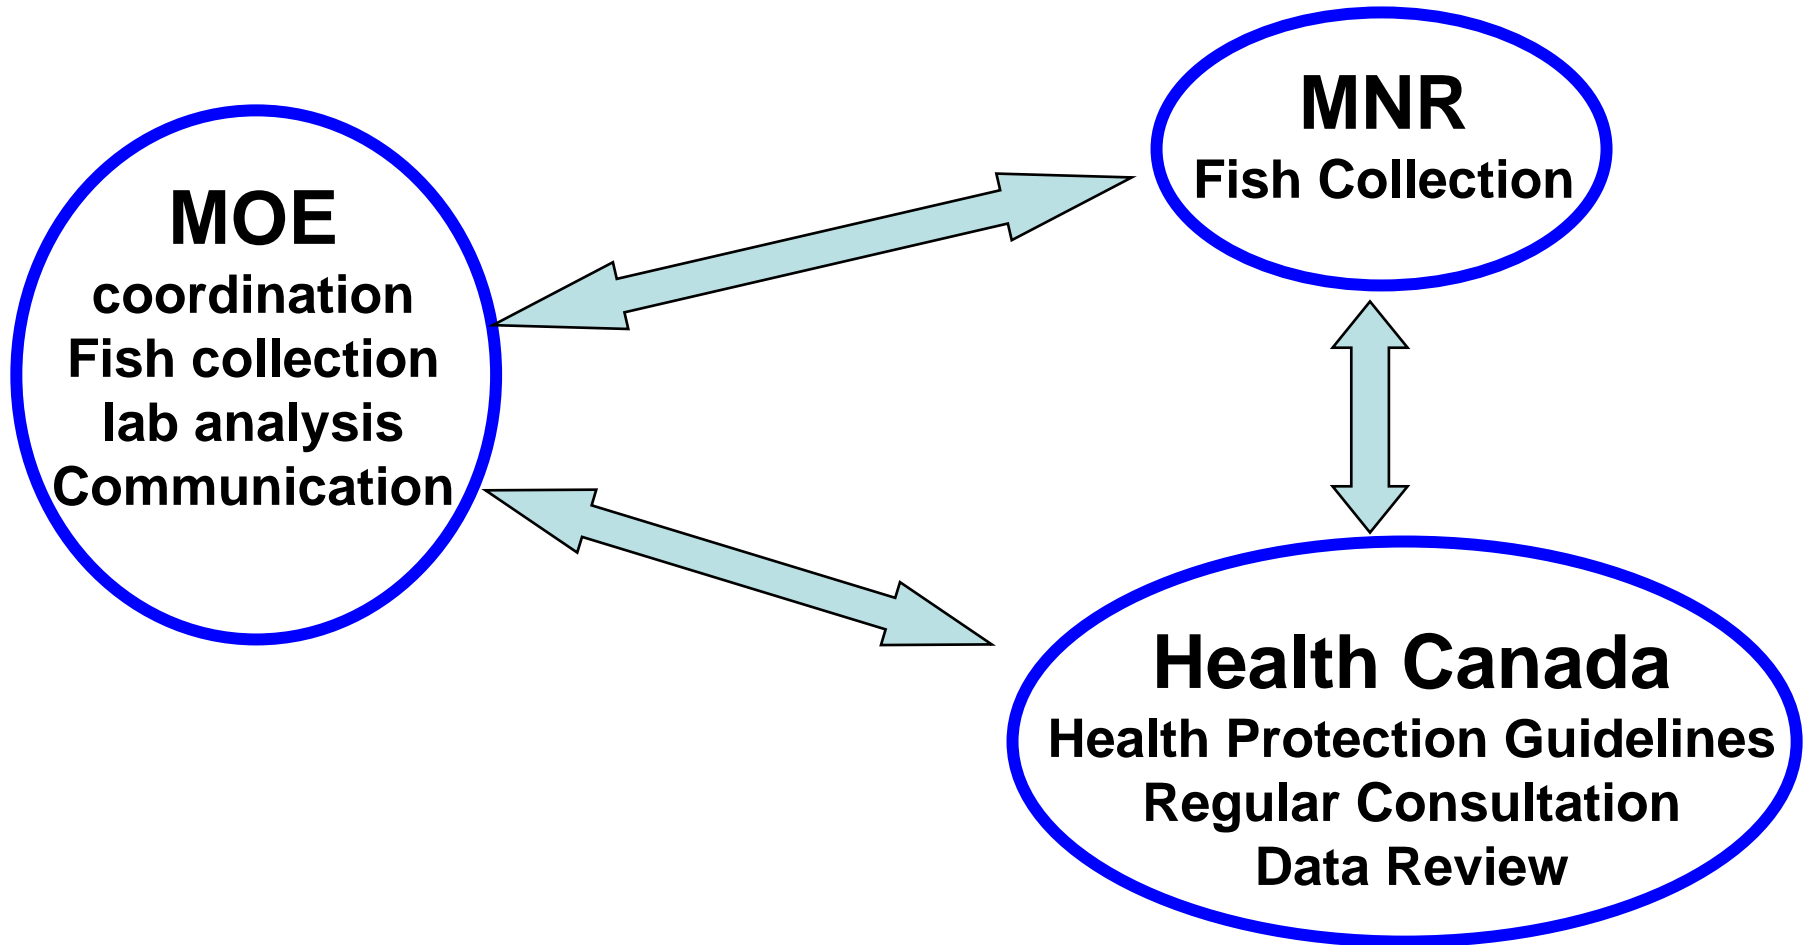 MOE
coordination
Fish collection
lab analysis
Communication
MNR
Fish Collection
Health Canada
Health Protection Guidelines
Regular Consultation
Data Review